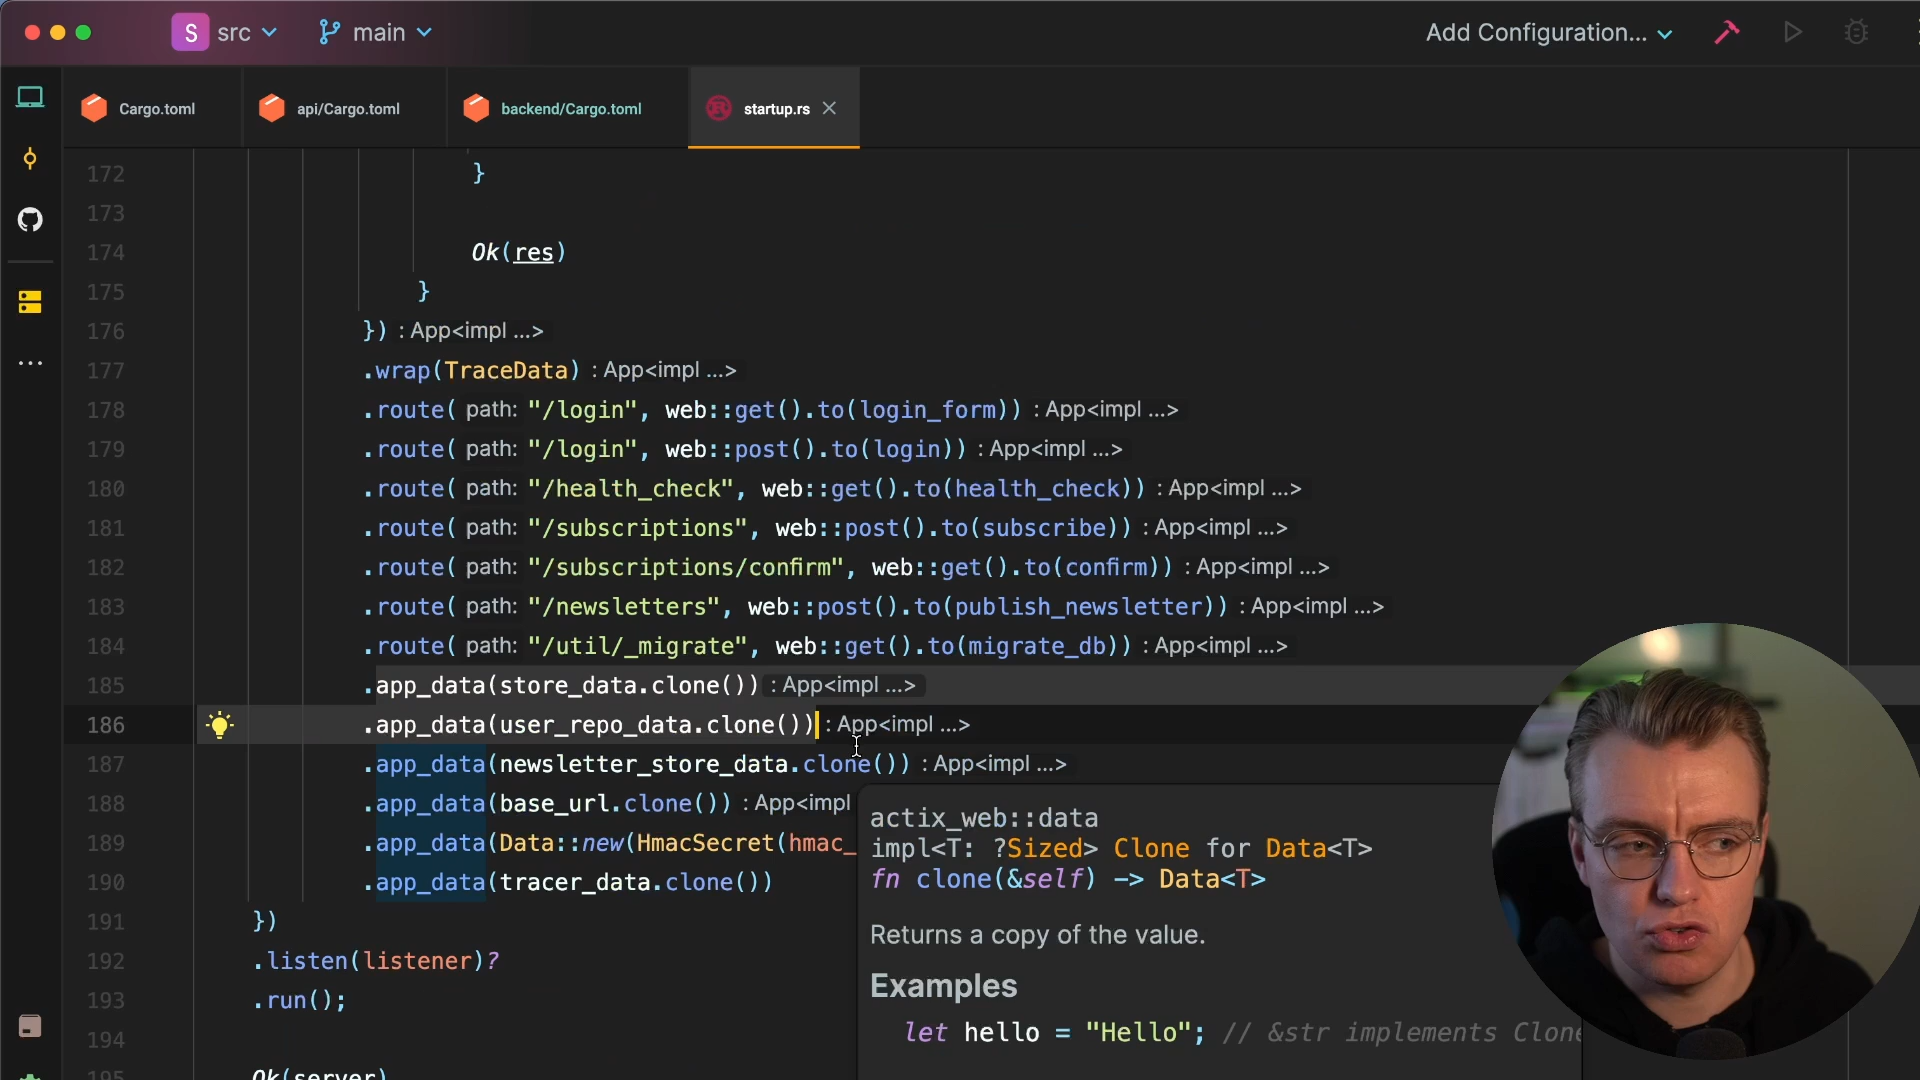 S src main Add Configuration...
Cargo.toml api/Cargo.toml backend/Cargo.toml startup.rs
172 }
173
174 Ok(res)
175 }
176 }) : App<impl ...>
177 .wrap(TraceData) : App<impl ...>
178 .route( path: "/login", web::get().to(login_form)) : App<impl ...>
179 .route( path: "/login", web::post().to(login)) : App<impl ...>
180 .route( path: "/health_check", web::get().to(health_check)) : App<impl ...>
181 .route( path: "/subscriptions", web::post().to(subscribe)) : App<impl ...>
182 .route( path: "/subscriptions/confirm", web::get().to(confirm)) : App<impl ...>
183 .route( path: "/newsletters", web::post().to(publish_newsletter)) : App<impl ...>
184 .route( path: "/util/_migrate", web::get().to(migrate_db)) : App<impl ...>
185 .app_data(store_data.clone()) : App<impl ...>
186 .app_data(user_repo_data.clone()) : App<impl ...>
187 .app_data(newsletter_store_data.clone()) : App<impl ...>
188 .app_data(base_url.clone()) : App<impl
189 .app_data(Data::new(HmacSecret(hmac_
190 .app_data(tracer_data.clone())
191 })
192 .listen(listener)?
193 .run();
194
195 Ok(server)
actix_web::data
impl<T: ?Sized> Clone for Data<T>
fn clone(&self) -> Data<T>
Returns a copy of the value.
Examples
let hello = "Hello"; // &str implements Clone